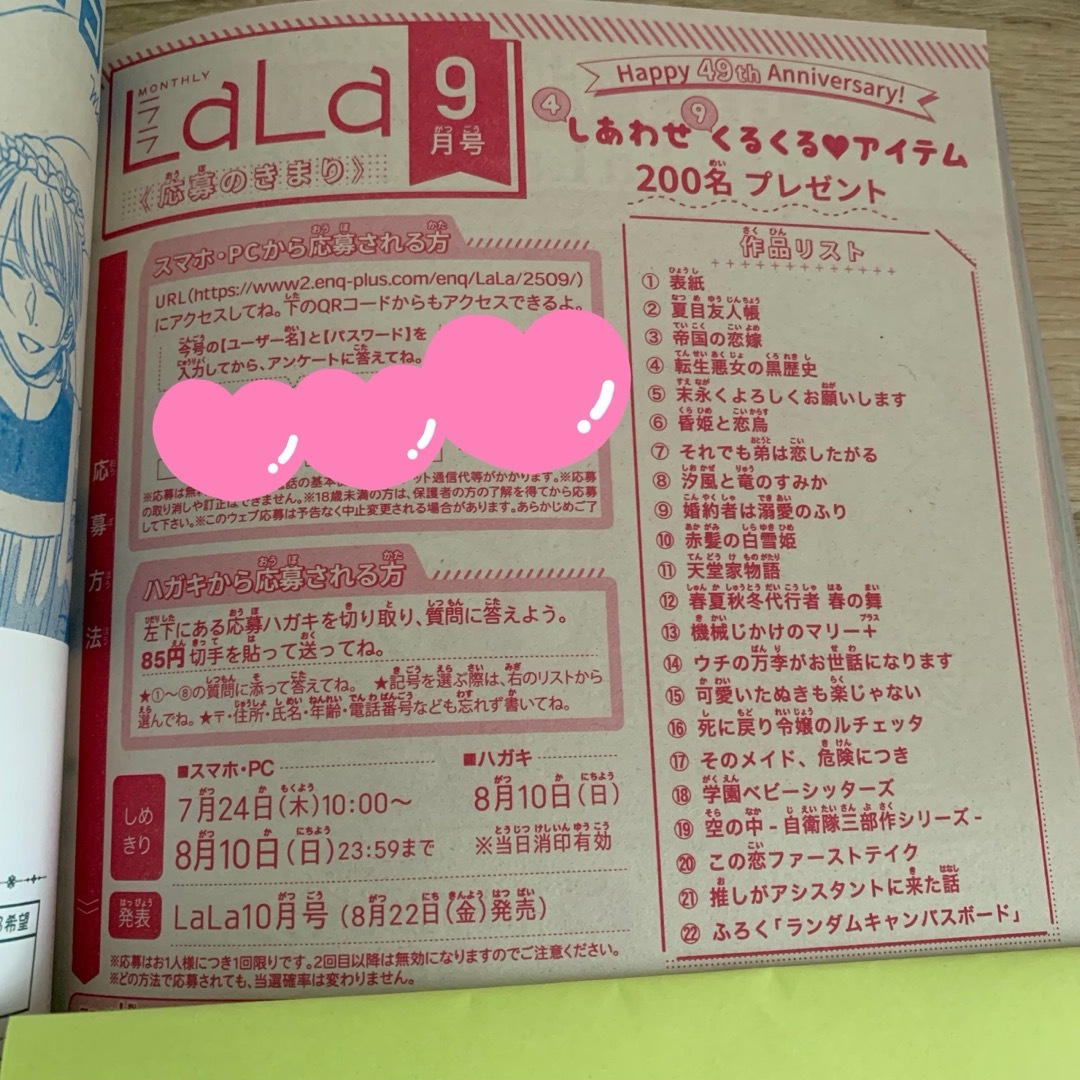 MONTHLY
ララ
LaLa
9
月号
《応募のきまり》
Happy 49th Anniversary!
④ ⑨
しあわせ くるくる♥アイテム
200名 プレゼント
応募方法
スマホ・PCから応募される方
URL(https://www2.enq-plus.com/enq/LaLa/2509/)
にアクセスしてね。下のQRコードからもアクセスできるよ。
今号の【ユーザー名】と【パスワード】を
入力してから、アンケートに答えてね。
ット通信代等がかかります。※応募
の取り消しや訂正はできません。※18歳未満の方は、保護者の方の了解を得てから応募
して下さい。※このウェブ応募は予告なく中止変更される場合があります。あらかじめご了
ハガキから応募される方
左下にある応募ハガキを切り取り、質問に答えよう。
85円切手を貼って送ってね。
★①〜⑧の質問に添って答えてね。 ★記号を選ぶ際は、右のリストから
選んでね。★〒・住所・氏名・年齢・電話番号なども忘れず書いてね。
しめ
きり
■スマホ・PC
7月24日(木)10:00〜
8月10日(日)23:59まで
■ハガキ
8月10日(日)
※当日消印有効
発表
LaLa10月号 (8月22日(金)発売)
※応募はお1人様につき1回限りです。2回目以降は無効になりますのでご注意ください。
※どの方法で応募されても、当選確率は変わりません。
作品リスト
① 表紙
② 夏目友人帳
③ 帝国の恋嫁
④ 転生悪女の黒歴史
⑤ 末永くよろしくお願いします
⑥ 昏姫と恋烏
⑦ それでも弟は恋したがる
⑧ 汐風と竜のすみか
⑨ 婚約者は溺愛のふり
⑩ 赤髪の白雪姫
⑪ 天堂家物語
⑫ 春夏秋冬代行者 春の舞
⑬ 機械じかけのマリー+
⑭ ウチの万李がお世話になります
⑮ 可愛いたぬきも楽じゃない
⑯ 死に戻り令嬢のルチェッタ
⑰ そのメイド、危険につき
⑱ 学園ベビーシッターズ
⑲ 空の中 - 自衛隊三部作シリーズ -
⑳ この恋ファーストテイク
㉑ 推しがアシスタントに来た話
㉒ ふろく「ランダムキャンバスボード」
希望